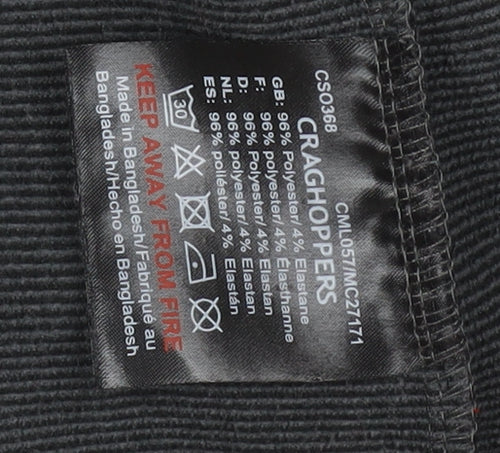 CSO368 CML057/MC27171
CRAGHOPPERS
GB: 96% Polyester/ 4% Elastane
F: 96% polyester/ 4% Élasthanne
D: 96% Polyester/ 4% Elastan
NL: 96% polyester/ 4% Elastan
ES: 96% poliéster/ 4% Elastán
30
KEEP AWAY FROM FIRE
Made in Bangladesh/Fabriqué au
Bangladesh/Hecho en Bangladesh